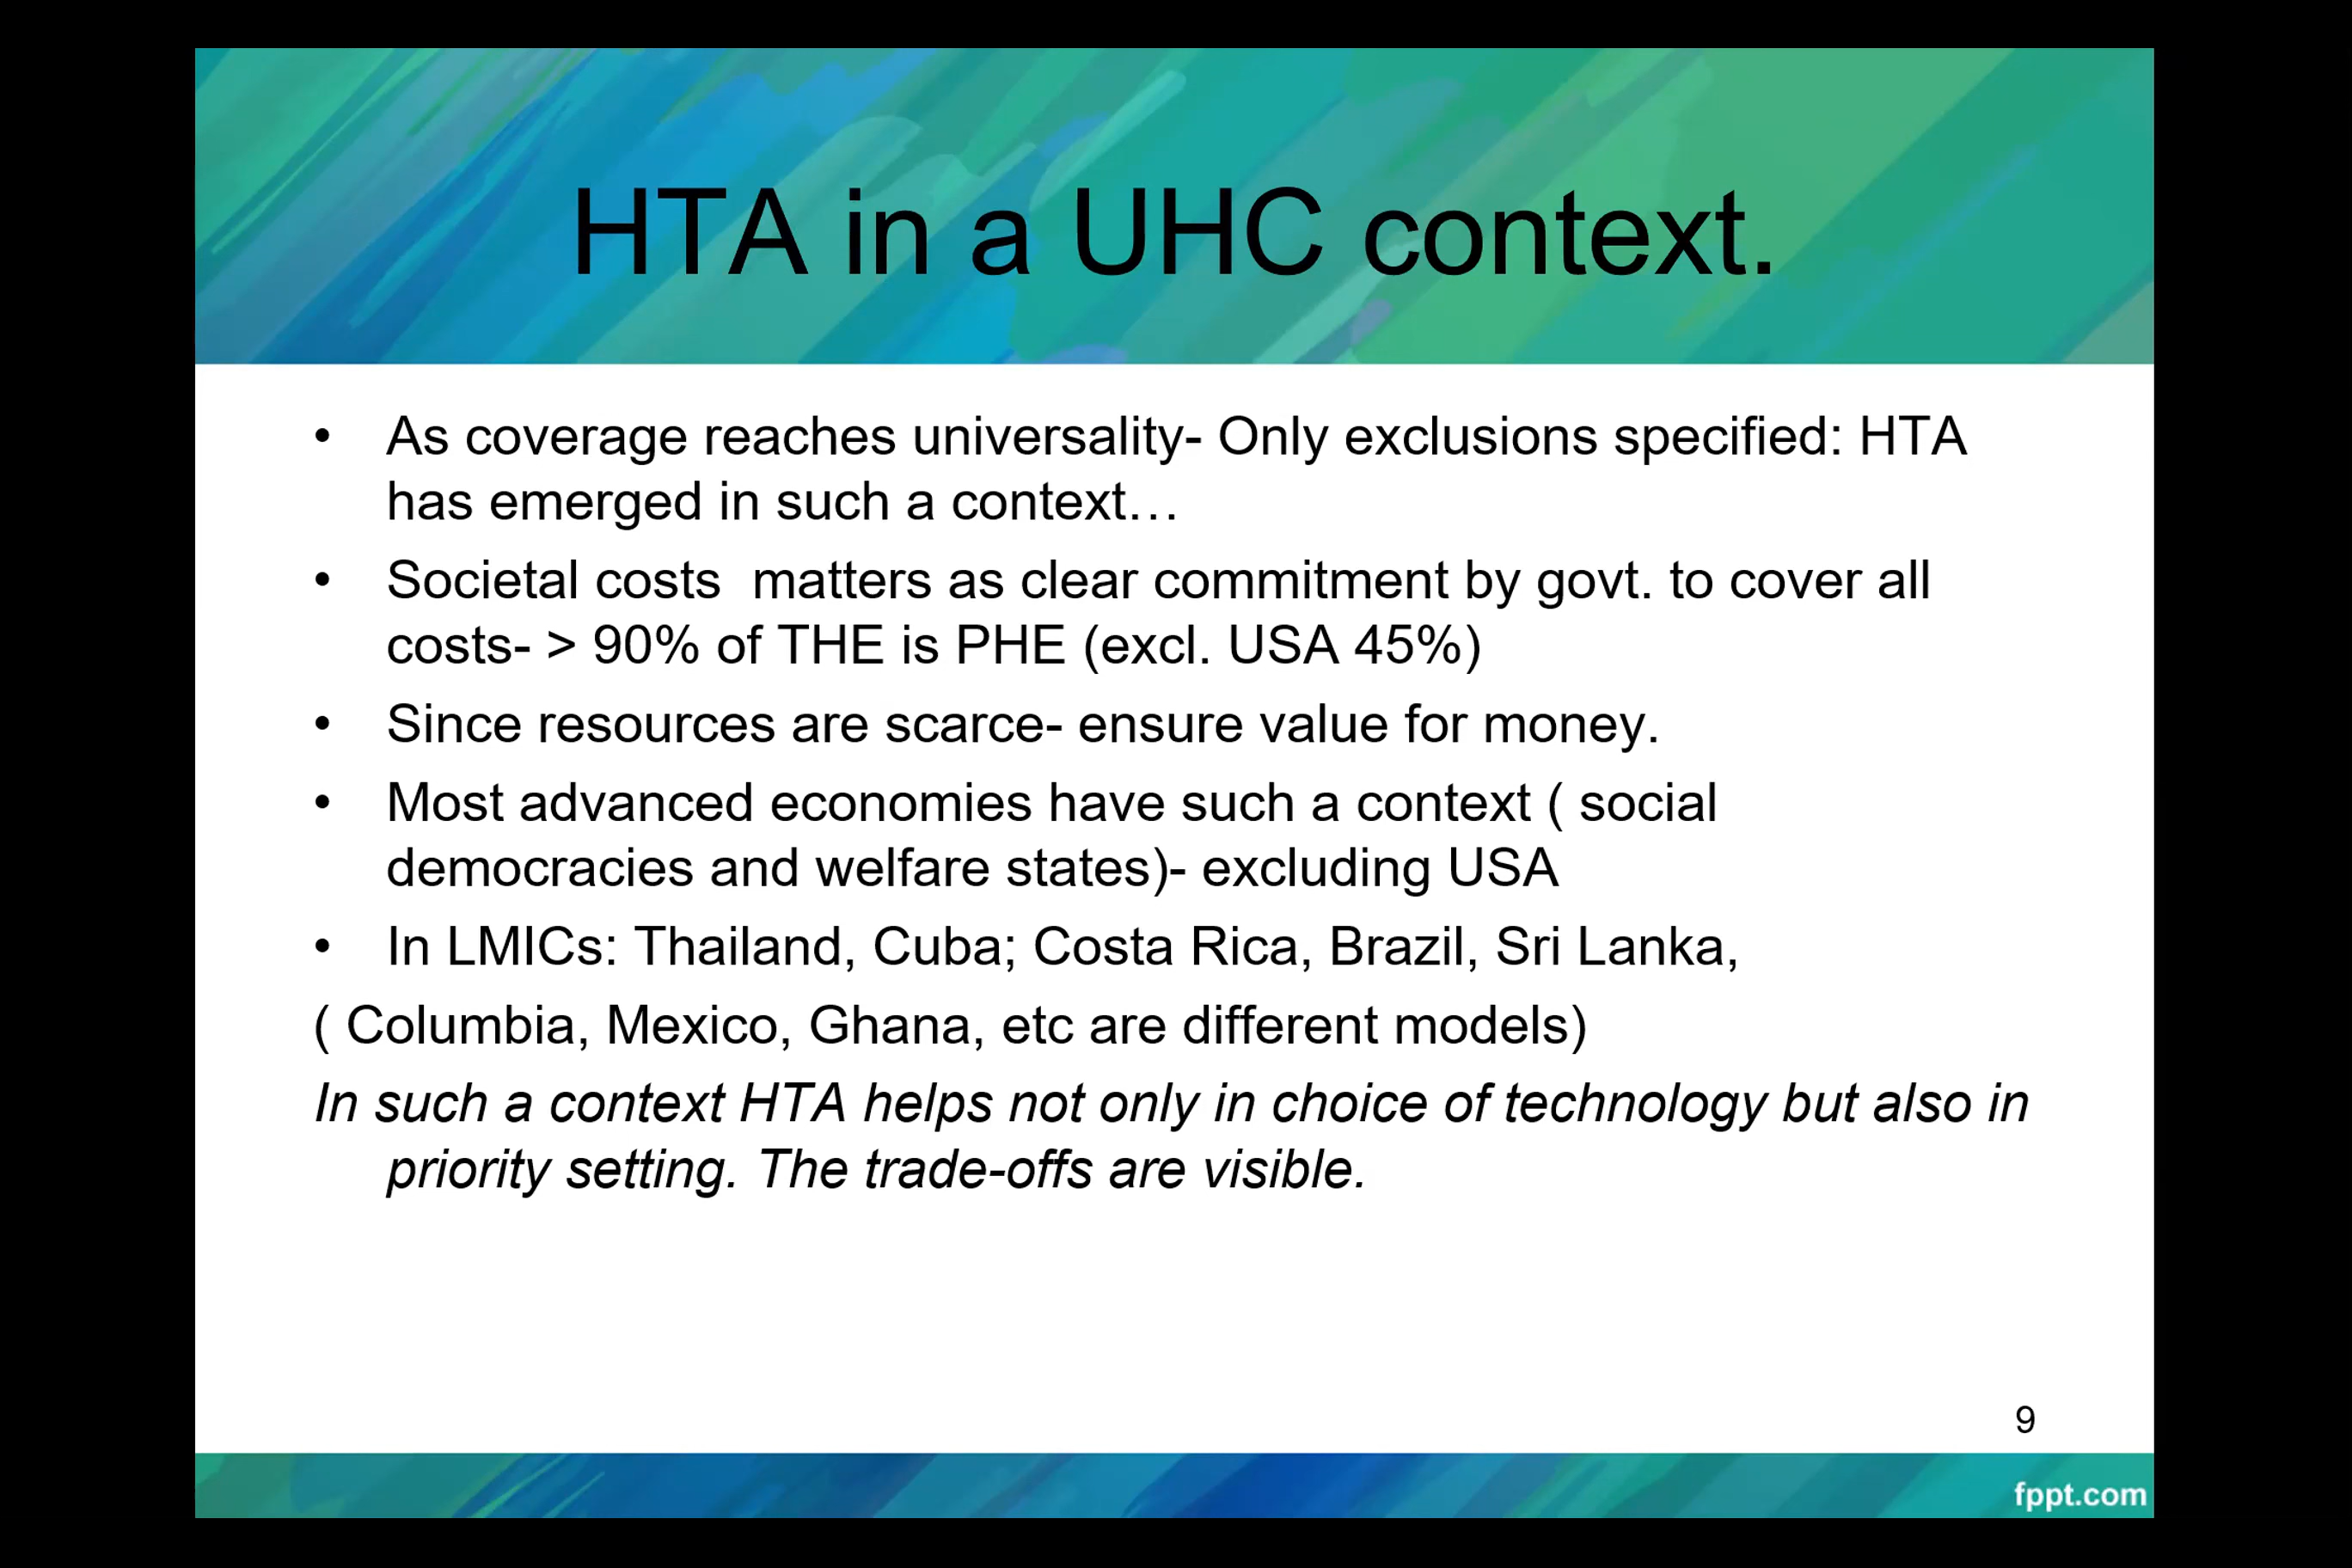 HTA in a UHC context.
• As coverage reaches universality- Only exclusions specified: HTA
has emerged in such a context…
• Societal costs  matters as clear commitment by govt. to cover all
costs- > 90% of THE is PHE (excl. USA 45%)
• Since resources are scarce- ensure value for money.
• Most advanced economies have such a context ( social
democracies and welfare states)- excluding USA
• In LMICs: Thailand, Cuba; Costa Rica, Brazil, Sri Lanka,
( Columbia, Mexico, Ghana, etc are different models)
In such a context HTA helps not only in choice of technology but also in
priority setting. The trade-offs are visible.
9
fppt.com